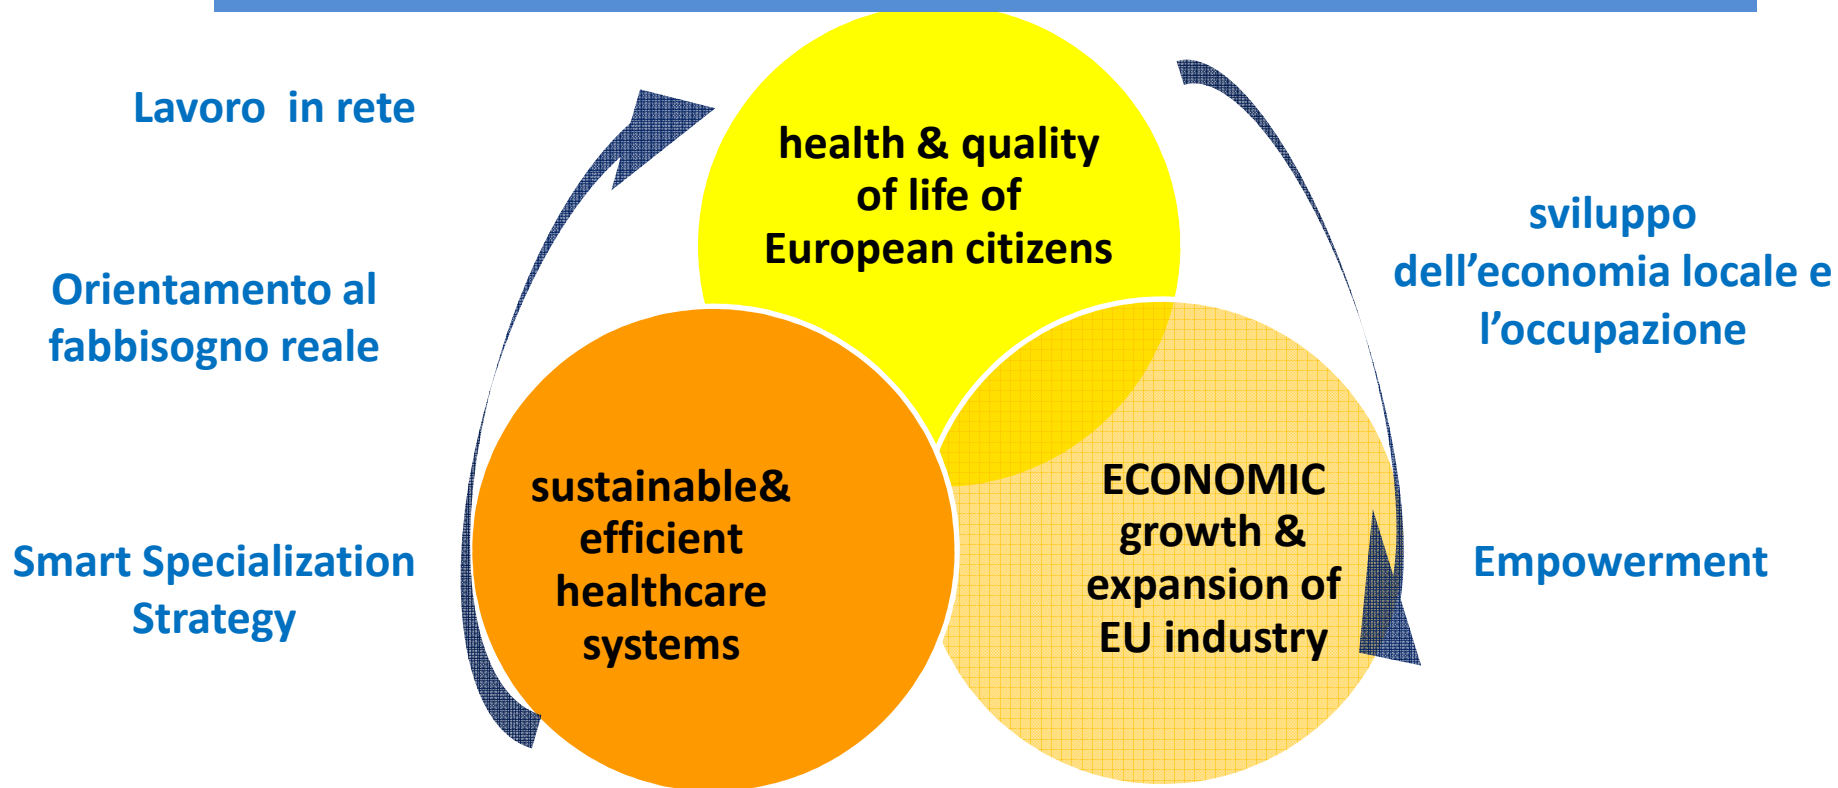 Lavoro in rete
Orientamento al
fabbisogno reale
Smart Specialization
Strategy
health & quality
of life of
European citizens
sustainable&
efficient
healthcare
systems
ECONOMIC
growth &
expansion of
EU industry
sviluppo
dell’economia locale e
l’occupazione
Empowerment